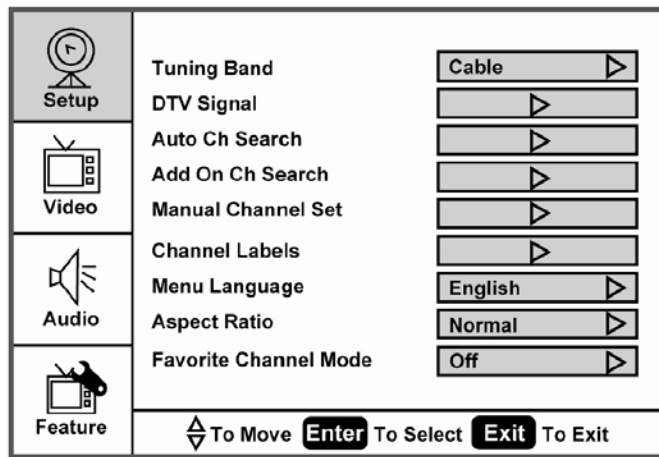 Setup
Video
Audio
Feature
Tuning Band Cable
DTV Signal
Auto Ch Search
Add On Ch Search
Manual Channel Set
Channel Labels
Menu Language English
Aspect Ratio Normal
Favorite Channel Mode Off
To Move Enter To Select Exit To Exit